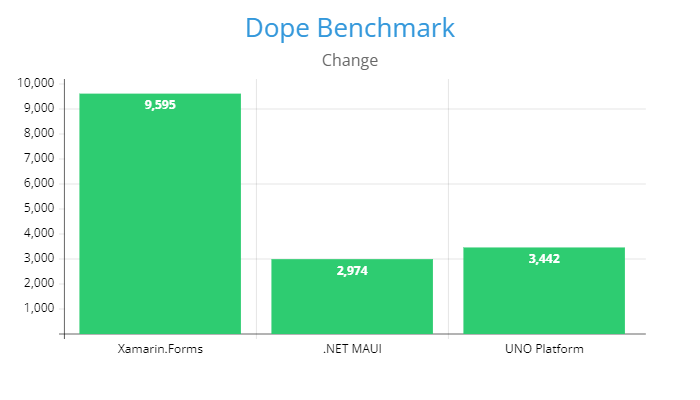 Dope Benchmark
Change
10,000
9,000
8,000
7,000
6,000
5,000
4,000
3,000
2,000
1,000
9,595
2,974
3,442
Xamarin.Forms
.NET MAUI
UNO Platform